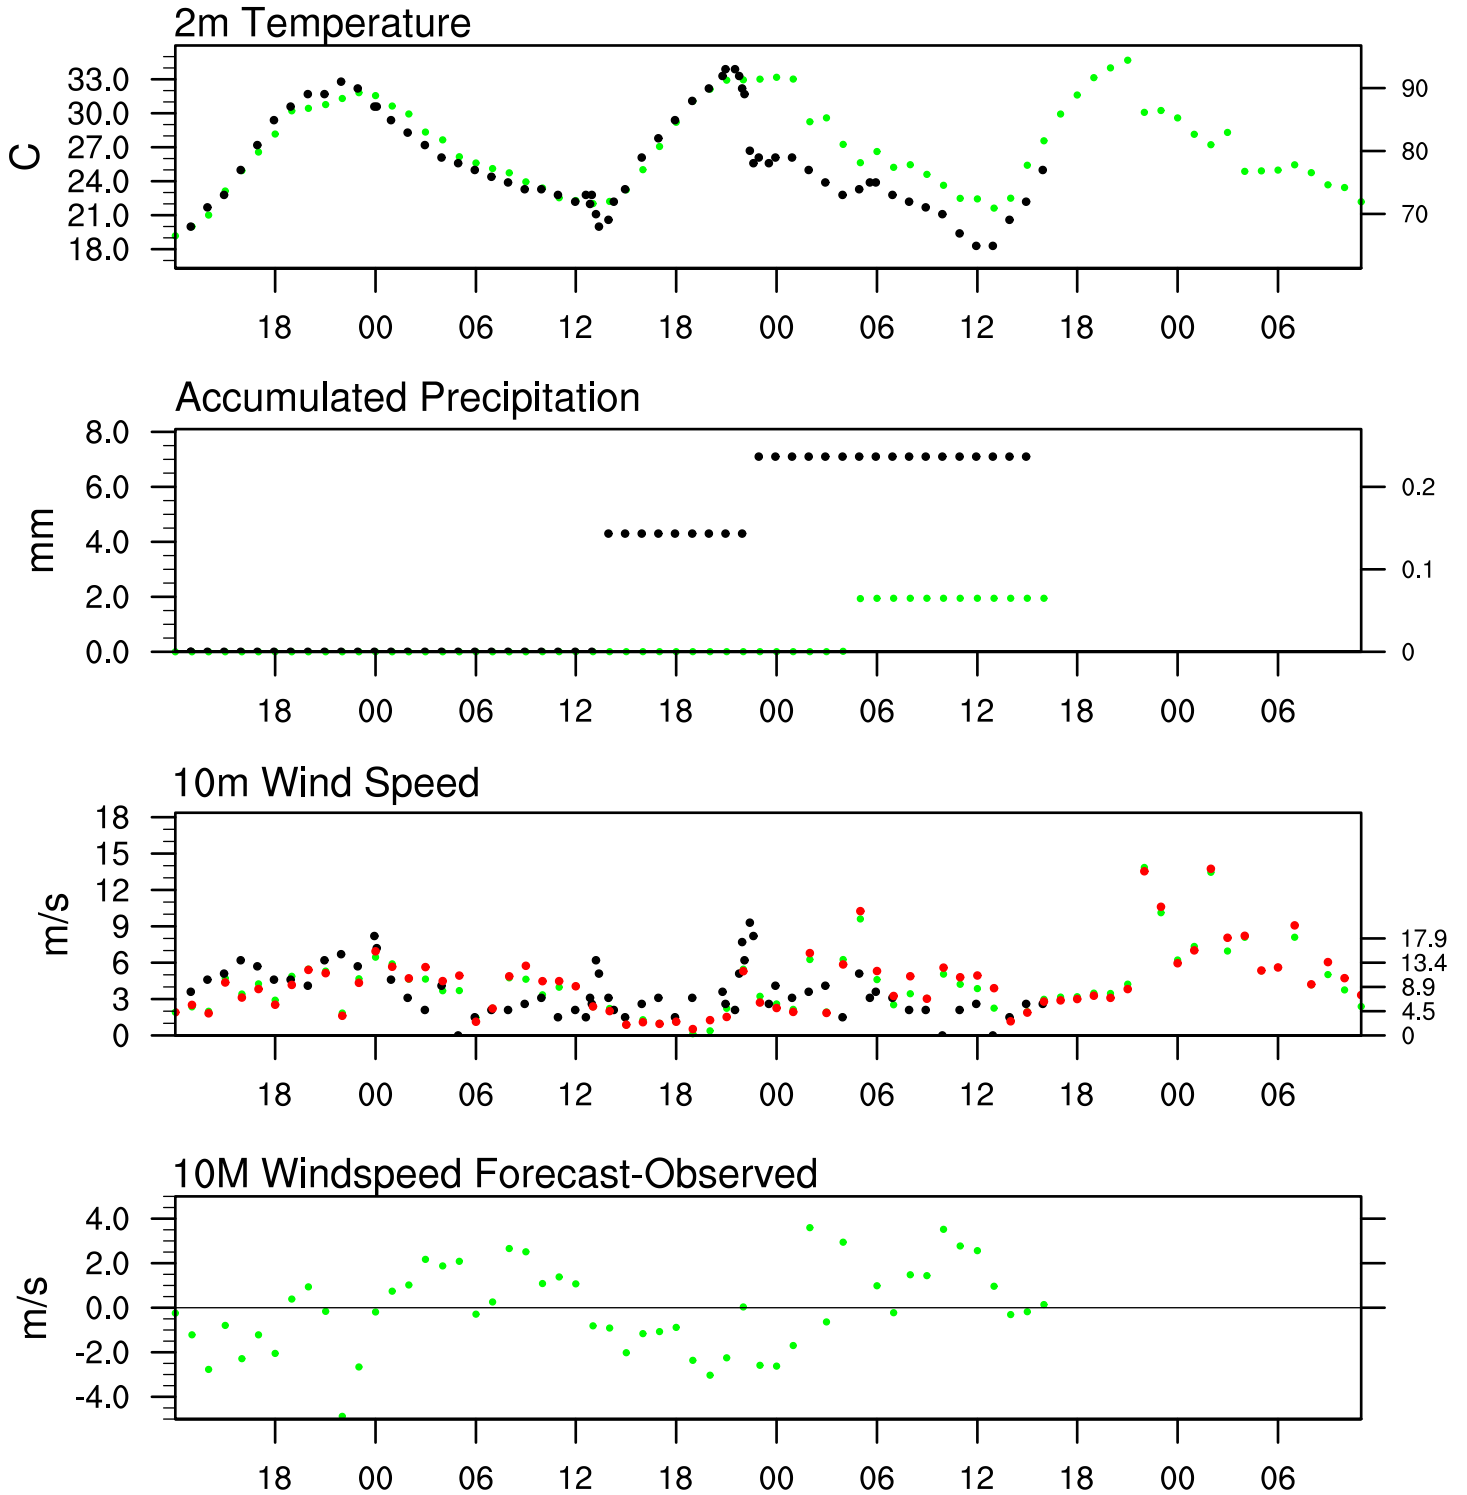 2m Temperature
33.0
30.0
27.0
24.0
21.0
18.0
C
90
80
70
18 00 06 12 18 00 06 12 18 00 06
Accumulated Precipitation
8.0
6.0
4.0
2.0
0.0
mm
0.2
0.1
0
18 00 06 12 18 00 06 12 18 00 06
10m Wind Speed
18
15
12
9
6
3
0
m/s
17.9
13.4
8.9
4.5
0
18 00 06 12 18 00 06 12 18 00 06
10M Windspeed Forecast-Observed
4.0
2.0
0.0
-2.0
-4.0
m/s
18 00 06 12 18 00 06 12 18 00 06